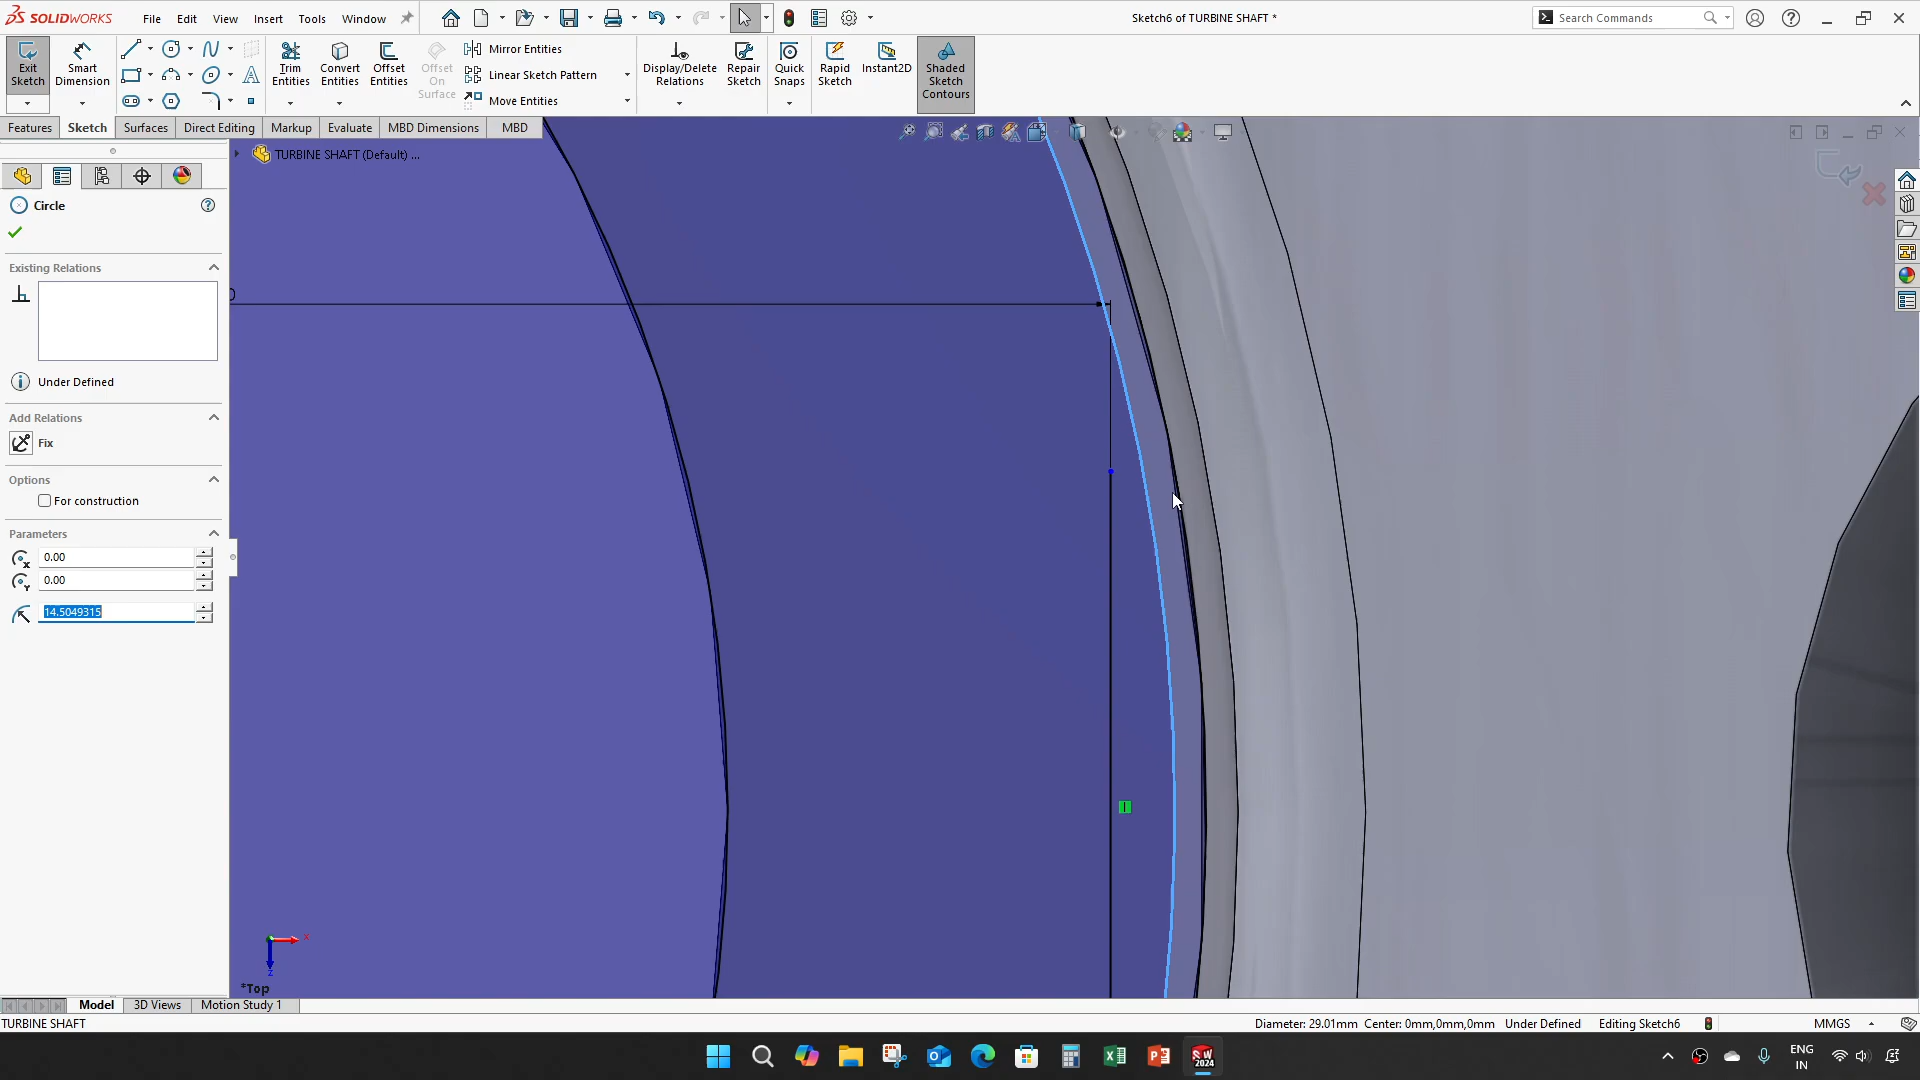 SOLIDWORKS
File Edit View Insert Tools Window
Sketch6 of TURBINE SHAFT *
Search Commands
Exit Sketch
Smart Dimension
Trim Entities
Convert Entities
Offset Entities
Offset On Surface
Mirror Entities
Linear Sketch Pattern
Move Entities
Display/Delete Relations
Repair Sketch
Quick Snaps
Rapid Sketch
Instant2D
Shaded Sketch Contours
Features Sketch Surfaces Direct Editing Markup Evaluate MBD Dimensions MBD
TURBINE SHAFT (Default) ...
Circle
Existing Relations
Under Defined
Add Relations
Fix
Options
For construction
Parameters
0.00
0.00
14.5049315
x
z
*Top
Model 3D Views Motion Study 1
TURBINE SHAFT
Diameter: 29.01mm Center: 0mm,0mm,0mm Under Defined Editing Sketch6 MMGS
SW 2024
ENG
IN